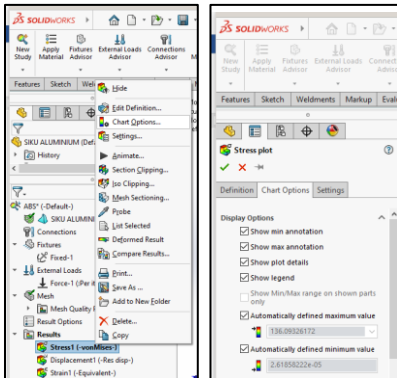 SOLIDWORKS
New Study
Apply Material
Fixtures Advisor
External Loads Advisor
Connections Advisor
Features Sketch
SIKU ALUMINIUM
History
ABS* (-Default-)
SIKU ALUMINI
Connections
Fixtures
Fixed-1
External Loads
Mesh
Mesh Quality
Result Options
Results
Stress1 (-vonMises-)
Displacement1 (-Res disp-)
Strain1 (-Equivalent-)
Hide
Edit Definition...
Chart Options...
Settings...
Animate...
Section Clipping...
Iso Clipping...
Mesh Sectioning...
Probe
List Selected
Deformed Result
Compare Results...
Print...
Save As ...
Add to New Folder
Delete...
Copy
SOLIDWORKS
New Study
Apply Material
Fixtures Advisor
External Loads Advisor
Features Sketch Weldments Markup
Stress plot
Definition Chart Options Settings
Display Options
Show min annotation
Show max annotation
Show plot details
Show legend
Show Min/Max range on shown parts only
Automatically defined maximum value
136.09326172
Automatically defined minimum value
2.61858222e-05